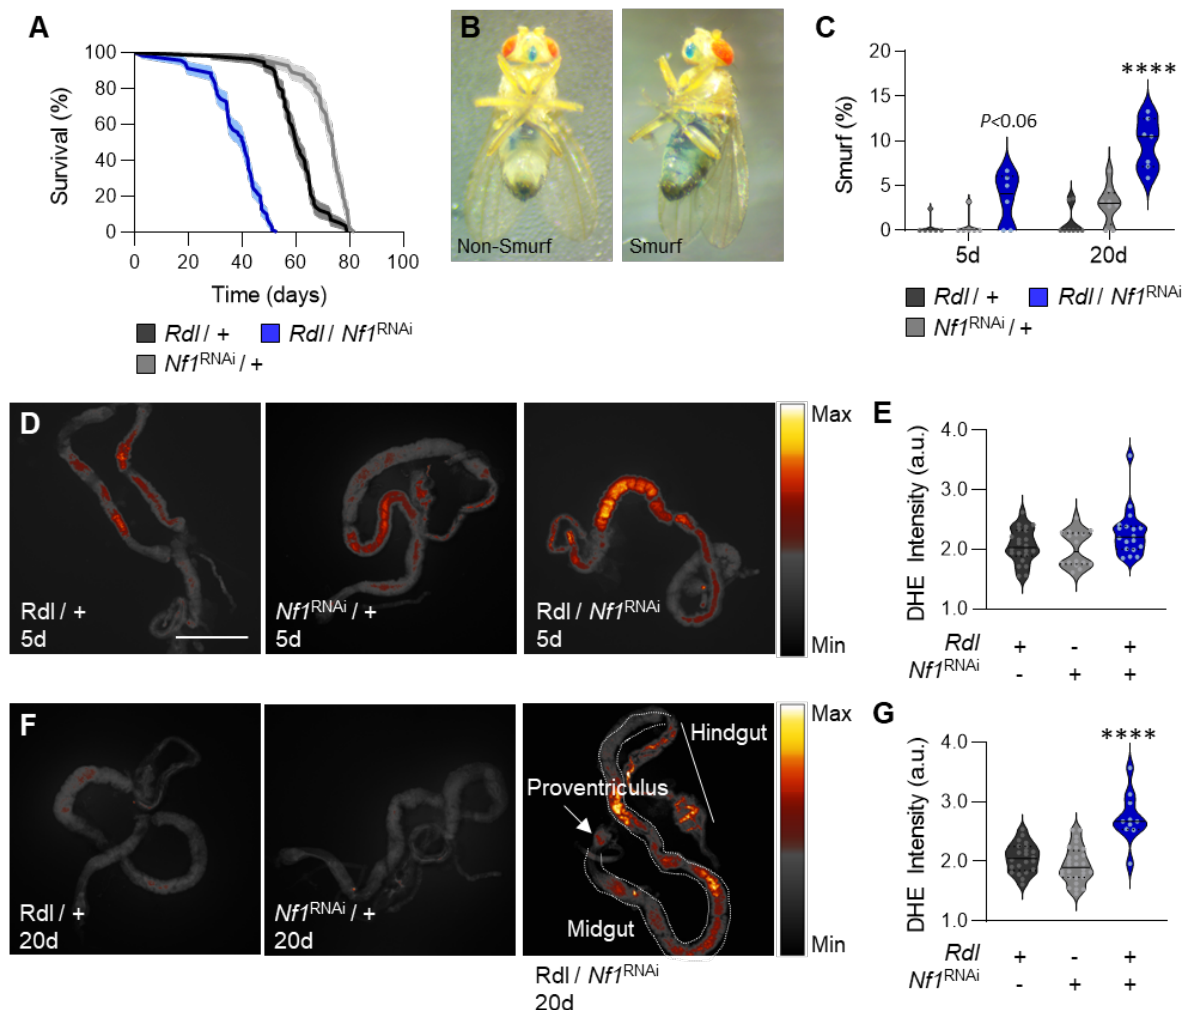 A
Survival (%)
100
80
60
40
20
0
0 20 40 60 80 100
Time (days)
Rdl / +
Rdl / Nf1RNAi
Nf1RNAi / +
B
Non-Smurf
Smurf
C
Smurf (%)
20
15
10
5
0
P<0.06
****
5d 20d
Rdl / +
Rdl / Nf1RNAi
Nf1RNAi / +
D
Rdl / +
5d
Nf1RNAi / +
5d
Rdl / Nf1RNAi
5d
Max
Min
E
DHE Intensity (a.u.)
4.0
3.0
2.0
1.0
Rdl + - +
Nf1RNAi - + +
F
Rdl / +
20d
Nf1RNAi / +
20d
Hindgut
Proventriculus
Midgut
Rdl / Nf1RNAi
20d
Max
Min
G
DHE Intensity (a.u.)
4.0
3.0
2.0
1.0
****
Rdl + - +
Nf1RNAi - + +